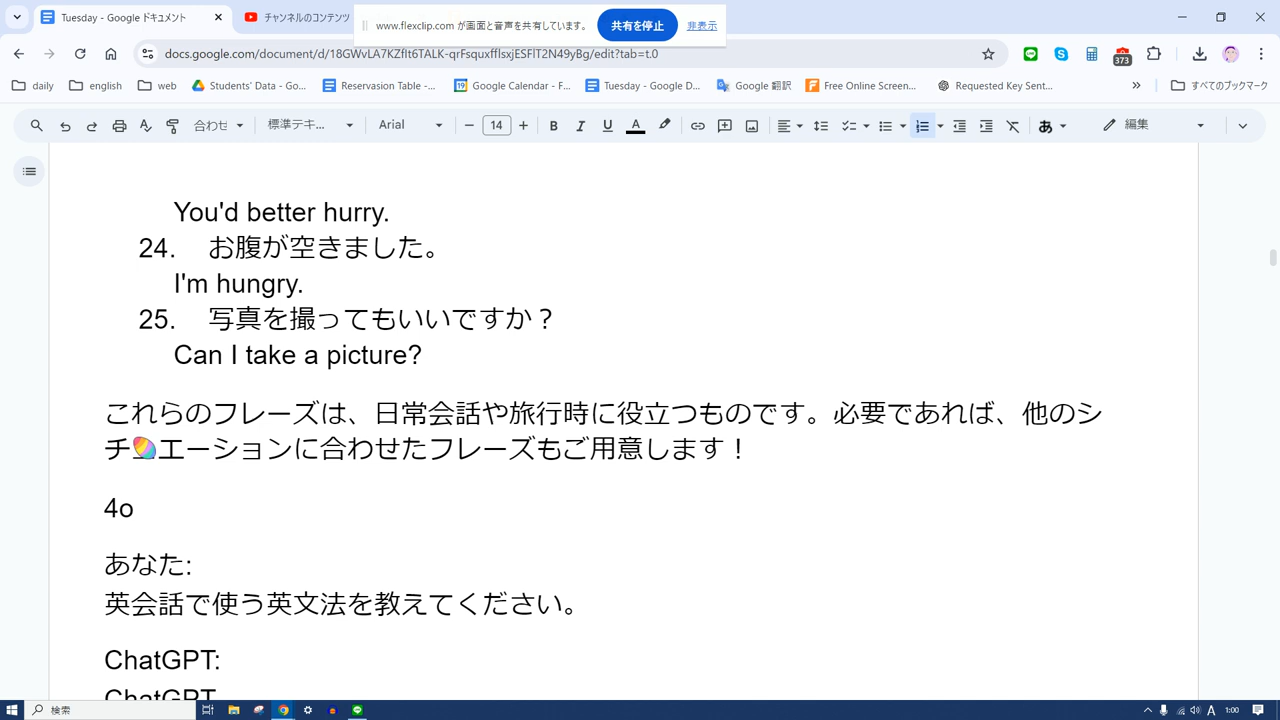 Tuesday - Google ドキュメント
チャンネルのコンテンツ
www.flexclip.com が画面と音声を共有しています。
共有を停止
非表示
docs.google.com/document/d/18GWvLA7KZflt6TALK-qrFsquxfflsxjESFlT2N49yBg/edit?tab=t.0
373
daily
english
web
Students' Data - Go...
Reservasion Table -...
Google Calendar - F...
Tuesday - Google D...
Google 翻訳
Free Online Screen...
Requested Key Sent...
すべてのブックマーク
合わせ
標準テキ...
Arial
14
B
I
U
A
あ
編集
You'd better hurry.
24. お腹が空きました。
I'm hungry.
25. 写真を撮ってもいいですか？
Can I take a picture?
これらのフレーズは、日常会話や旅行時に役立つものです。必要であれば、他のシ
チエーションに合わせたフレーズもご用意します！
4o
あなた:
英会話で使う英文法を教えてください。
ChatGPT:
ChatGPT
検索
A
1:00